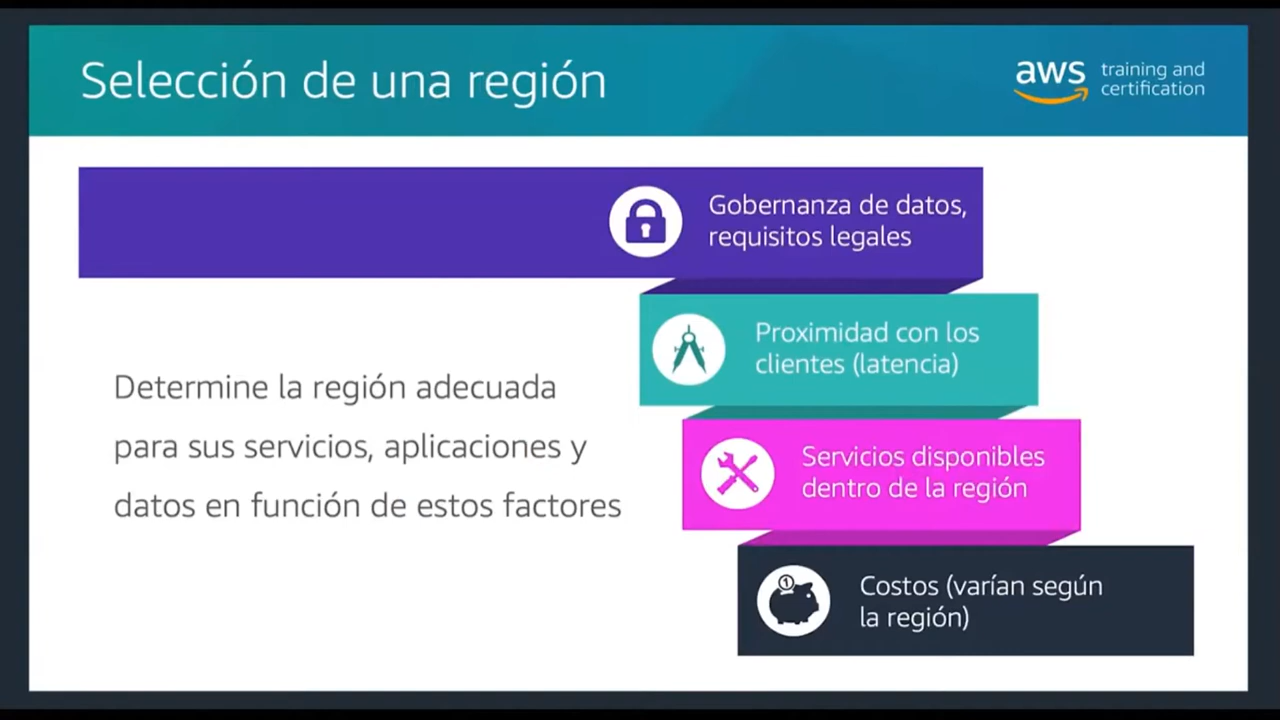 Selección de una región
aws training and
certification
Gobernanza de datos,
requisitos legales
Proximidad con los
clientes (latencia)
Determine la región adecuada
para sus servicios, aplicaciones y
datos en función de estos factores
Servicios disponibles
dentro de la región
1
Costos (varían según
la región)